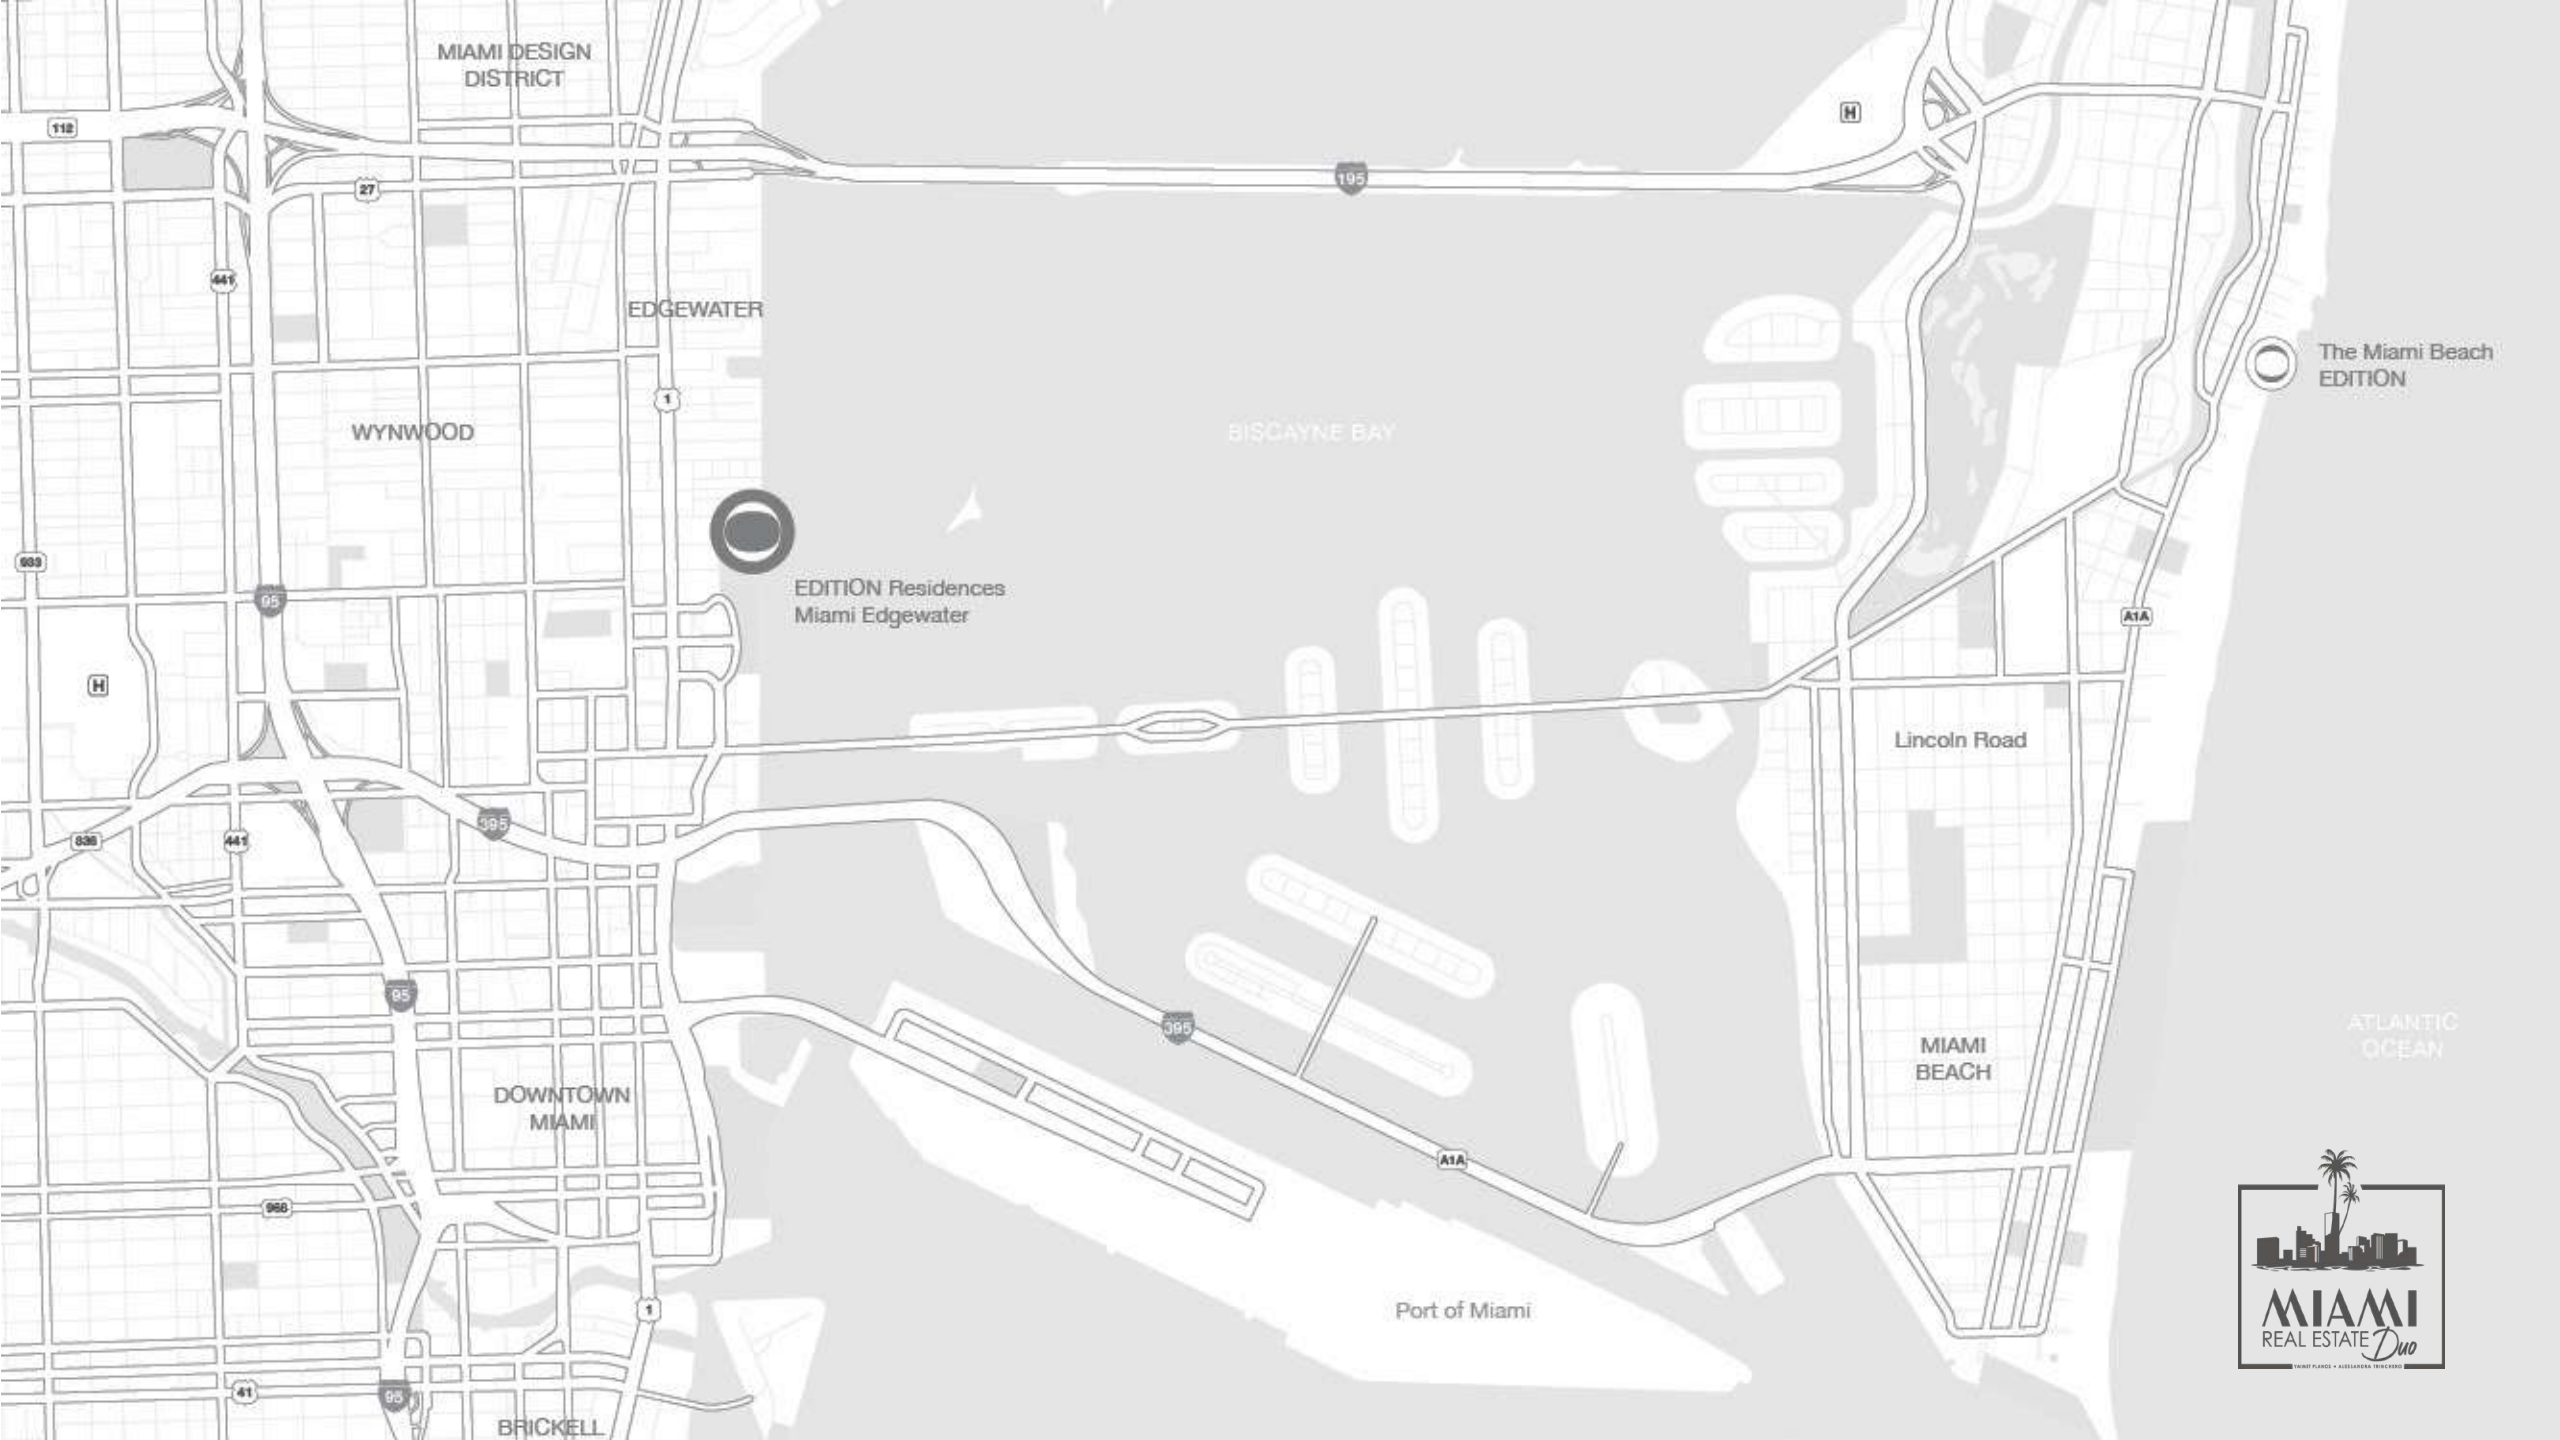 MIAMI DESIGN
DISTRICT
H
112
195
27
441
EDGEWATER
The Miami Beach
EDITION
1
WYNWOOD
BISCAYNE BAY
933
EDITION Residences
Miami Edgewater
95
A1A
H
Lincoln Road
395
836
441
95
395
ATLANTIC
OCEAN
MIAMI
BEACH
DOWNTOWN
MIAMI
A1A
968
1
Port of Miami
MIAMI
REAL ESTATE Duo
41
95
BRICKELL